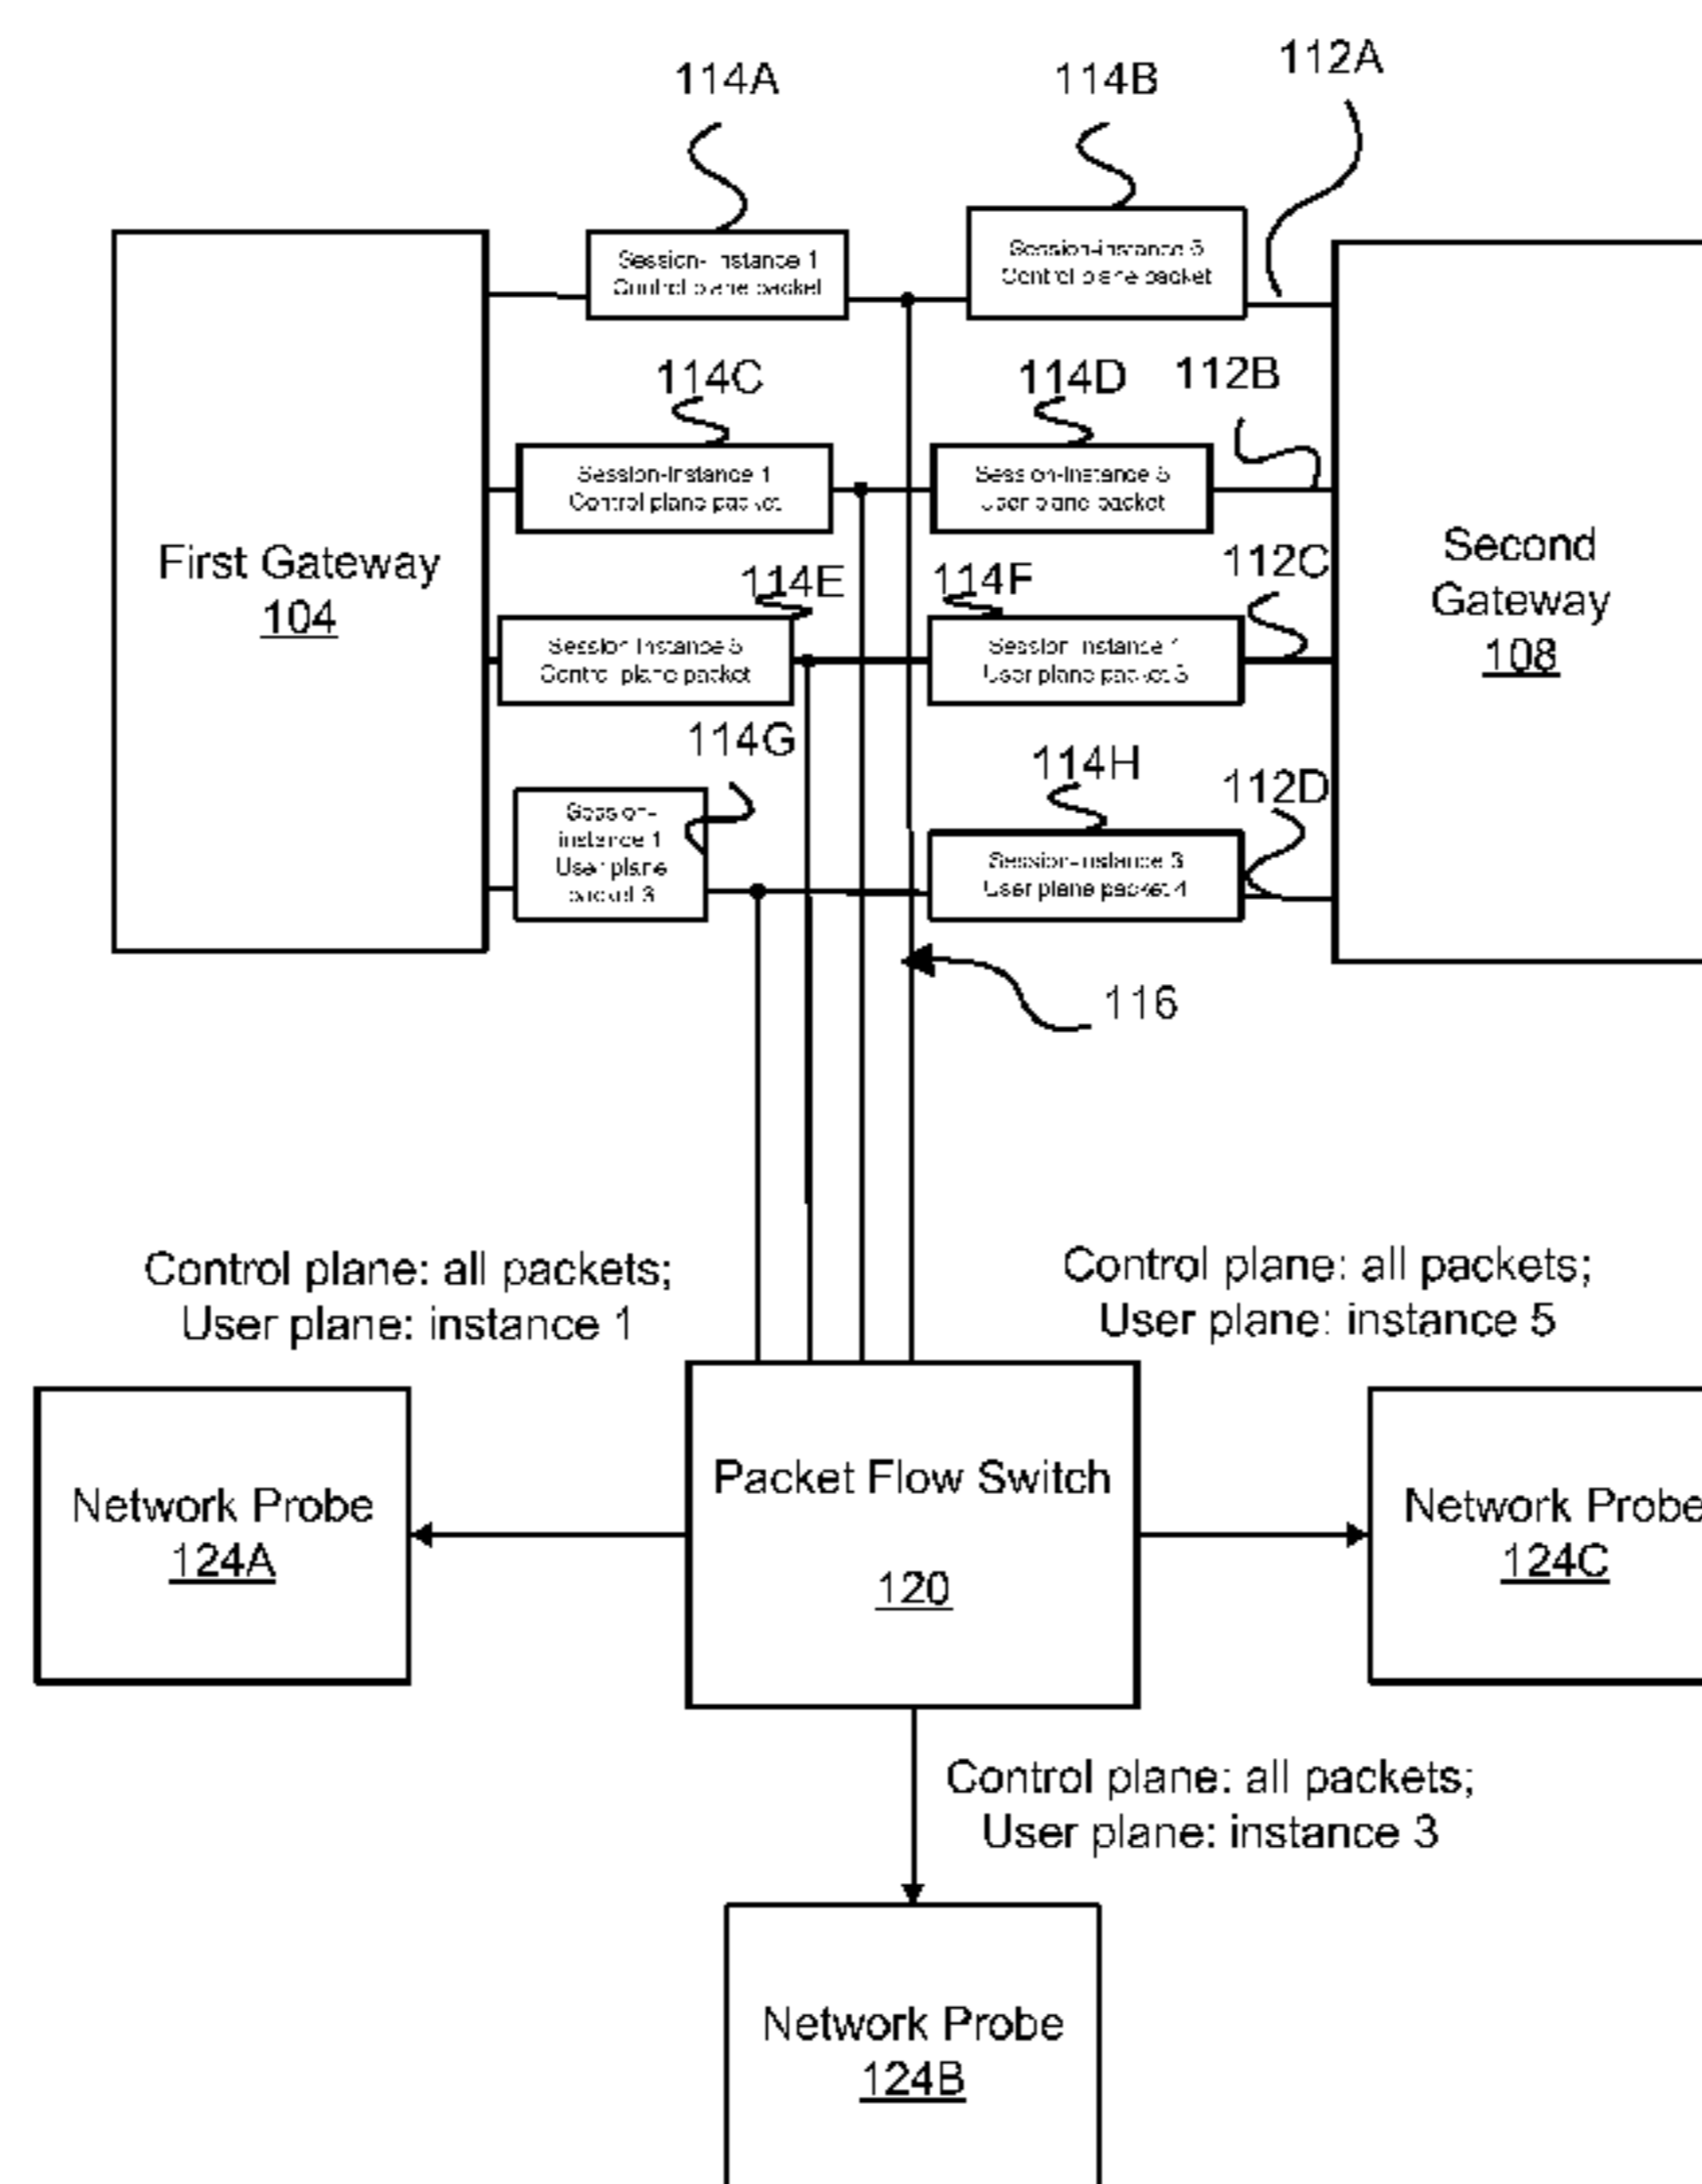 114A
114B
112A
Session-Instance 1
Control plane packet
Session-instance
Control plane packet
114C
114D
112B
Session-Instance 1
Control plane packet
Session-Instance 5
User plane packet
First Gateway
104
Second
Gateway
108
114E
114F
112C
Session Instance
Control plane packet
Session Instance
User plane packet
114G
114H
112D
Session-
instance 1
User plane
packet 3
Session-Instance 3
User plane packet 4
116
Control plane: all packets;
User plane: instance 1
Control plane: all packets;
User plane: instance 5
Network Probe
124A
Packet Flow Switch
120
Network Probe
124C
Control plane: all packets;
User plane: instance 3
Network Probe
124B